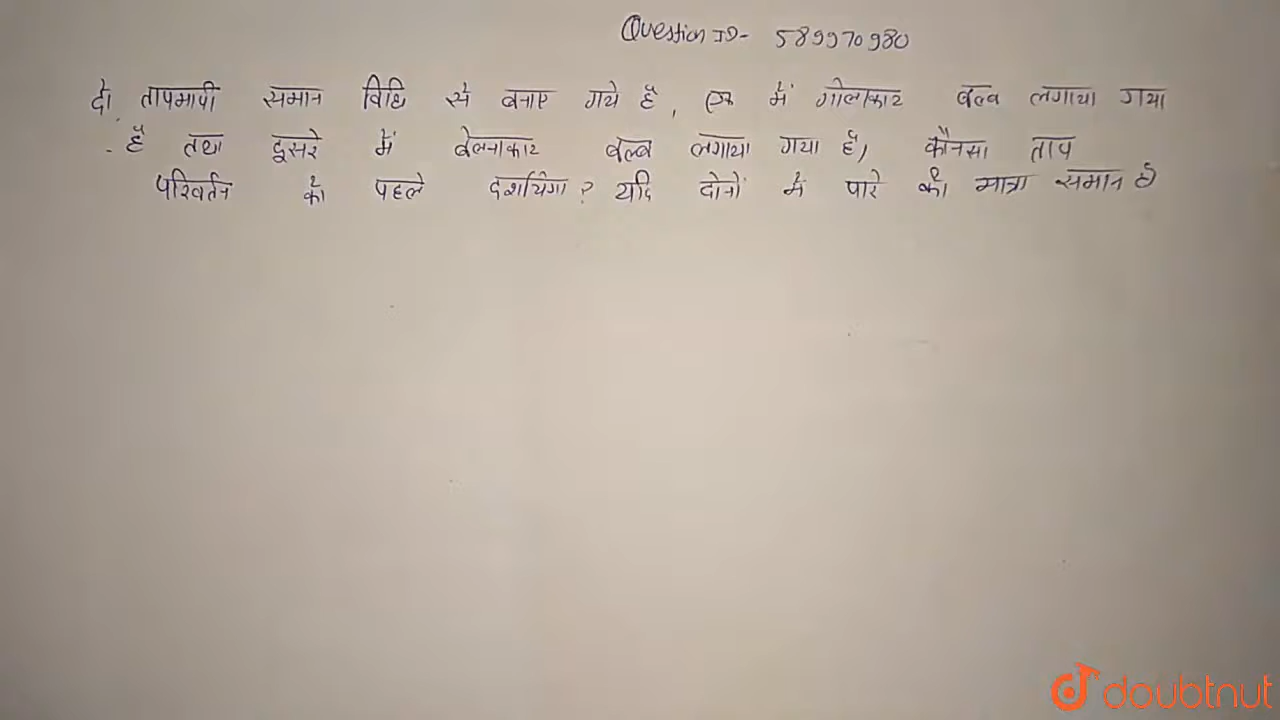 Question ID- 589970980
दो तापमापी समान विधि से बनाए गये है, एक में गोलाकार बल्ब लगाया गया
है तथा दूसरे में बेलनाकार बल्ब लगाया गया है, कौनसा ताप
परिवर्तन को पहले दर्शायेगा? यदि दोनों में पारे की मात्रा समान है
doubtnut